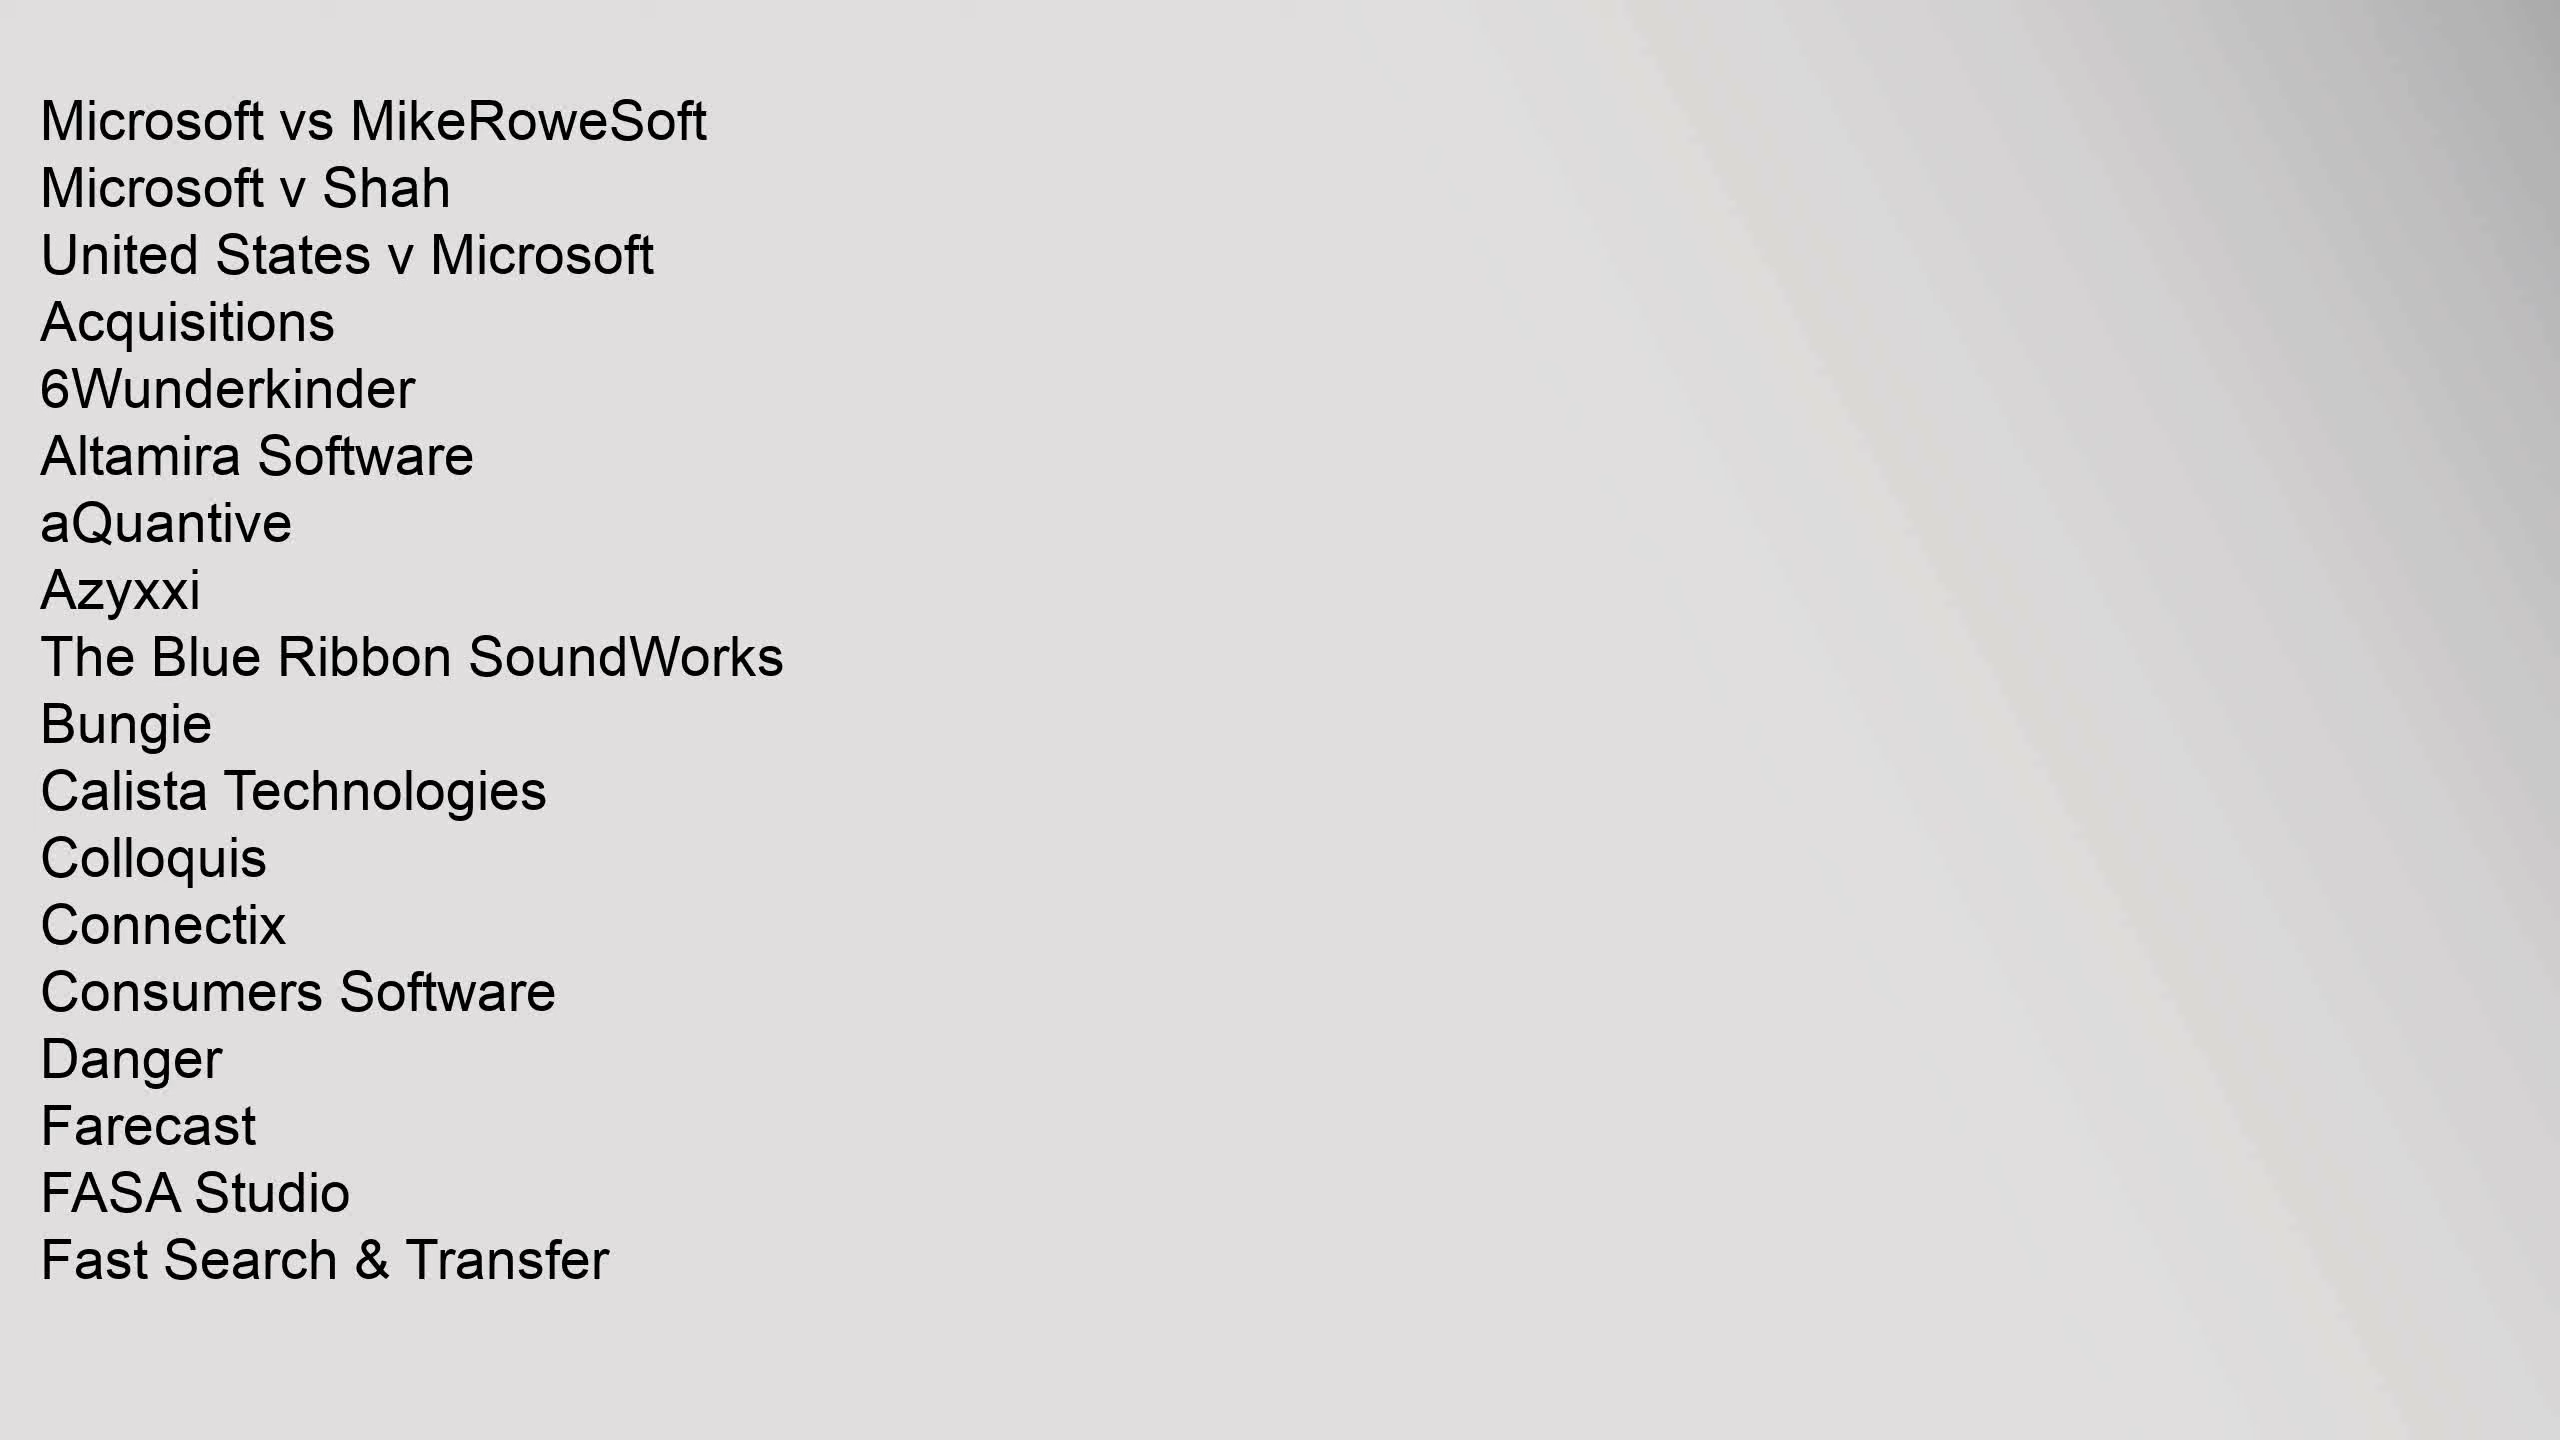 Microsoft vs MikeRoweSoft
Microsoft v Shah
United States v Microsoft
Acquisitions
6Wunderkinder
Altamira Software
aQuantive
Azyxxi
The Blue Ribbon SoundWorks
Bungie
Calista Technologies
Colloquis
Connectix
Consumers Software
Danger
Farecast
FASA Studio
Fast Search & Transfer